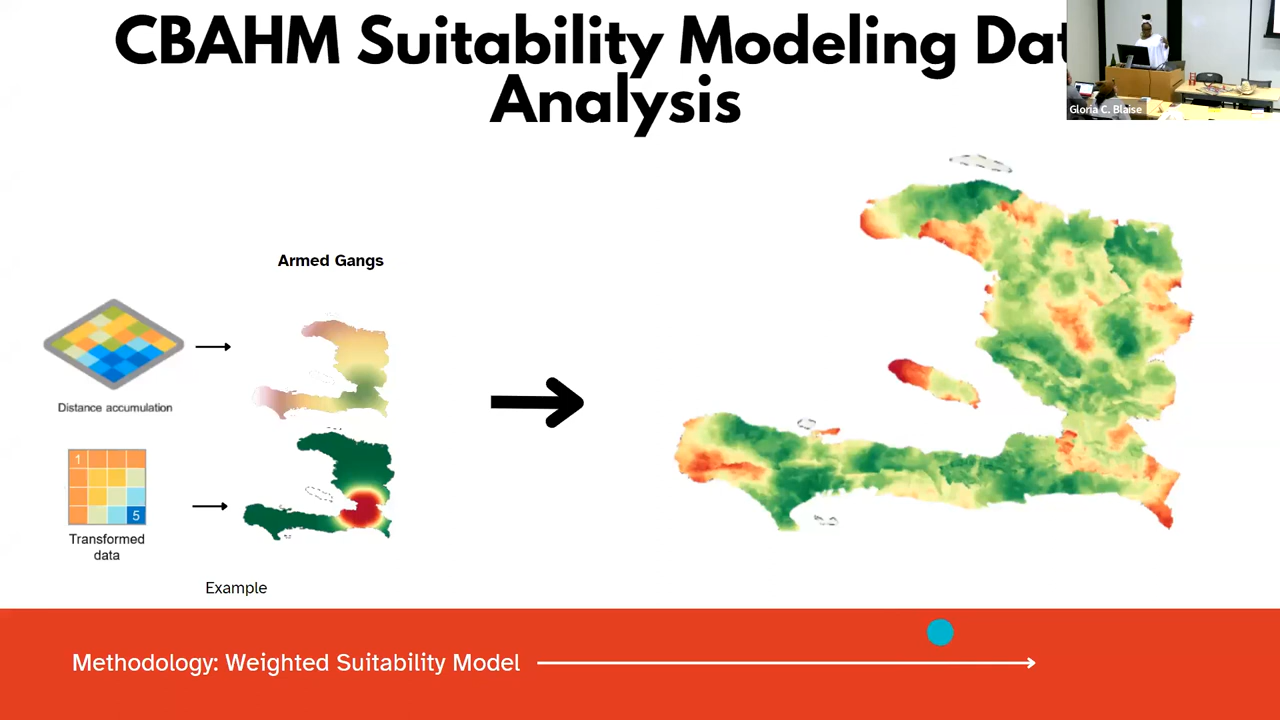 CBAHM Suitability Modeling Dat
Analysis
Gloria C. Blaise
Armed Gangs
Distance accumulation
1
5
Transformed
data
Example
Methodology: Weighted Suitability Model